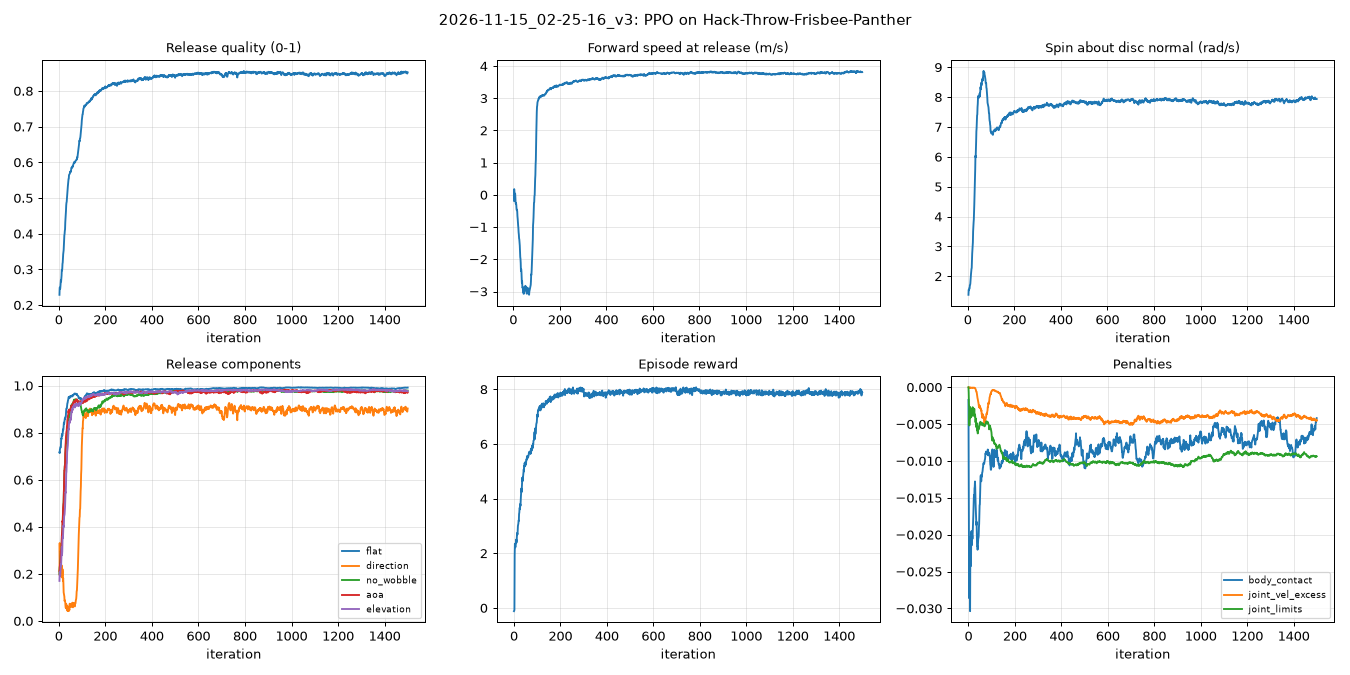 2026-11-15_02-25-16_v3: PPO on Hack-Throw-Frisbee-Panther
Release quality (0-1)
0.8
0.7
0.6
0.5
0.4
0.3
0.2
0 200 400 600 800 1000 1200 1400
iteration
Forward speed at release (m/s)
4
3
2
1
0
−1
−2
−3
0 200 400 600 800 1000 1200 1400
iteration
Spin about disc normal (rad/s)
9
8
7
6
5
4
3
2
0 200 400 600 800 1000 1200 1400
iteration
Release components
1.0
0.8
0.6
0.4
0.2
0.0
flat
direction
no_wobble
aoa
elevation
0 200 400 600 800 1000 1200 1400
iteration
Episode reward
8
6
4
2
0
0 200 400 600 800 1000 1200 1400
iteration
Penalties
0.000
−0.005
−0.010
−0.015
−0.020
−0.025
−0.030
body_contact
joint_vel_excess
joint_limits
0 200 400 600 800 1000 1200 1400
iteration